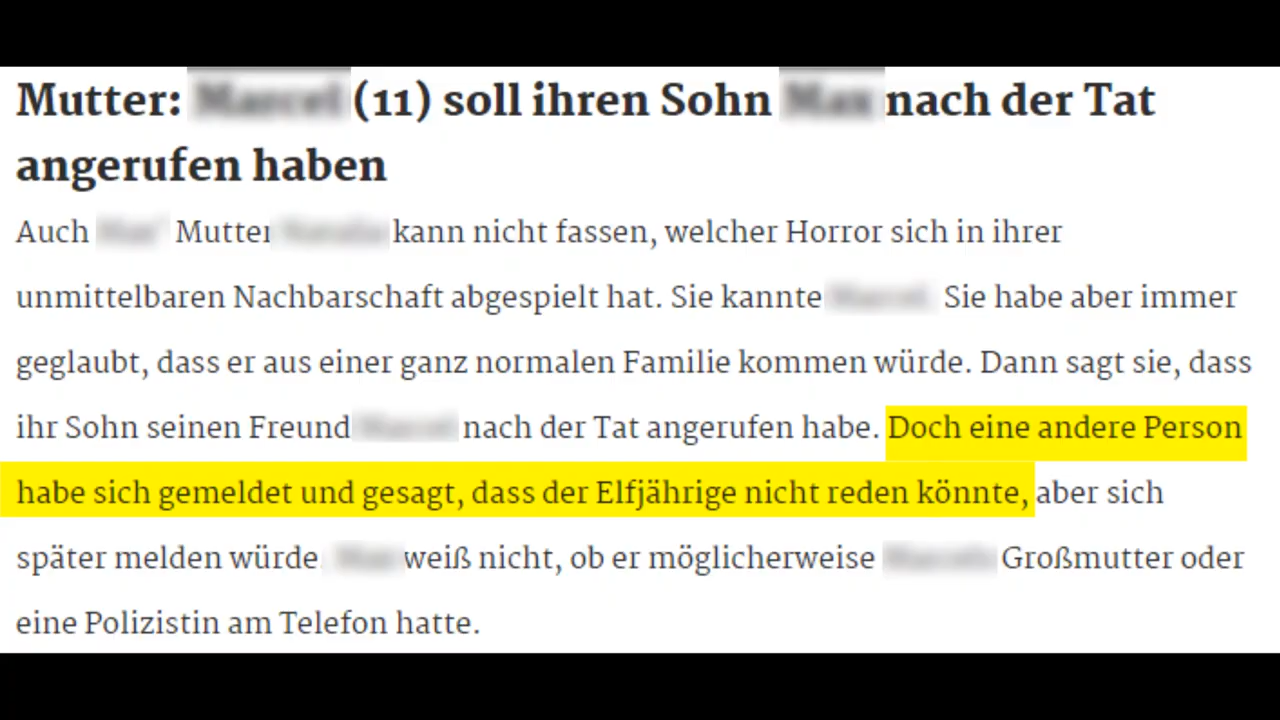 Mutter: (11) soll ihren Sohn nach der Tat
angerufen haben
Auch Mutter kann nicht fassen, welcher Horror sich in ihrer
unmittelbaren Nachbarschaft abgespielt hat. Sie kannte Sie habe aber immer
geglaubt, dass er aus einer ganz normalen Familie kommen würde. Dann sagt sie, dass
ihr Sohn seinen Freund nach der Tat angerufen habe. Doch eine andere Person
habe sich gemeldet und gesagt, dass der Elfjährige nicht reden könnte, aber sich
später melden würde weiß nicht, ob er möglicherweise Großmutter oder
eine Polizistin am Telefon hatte.